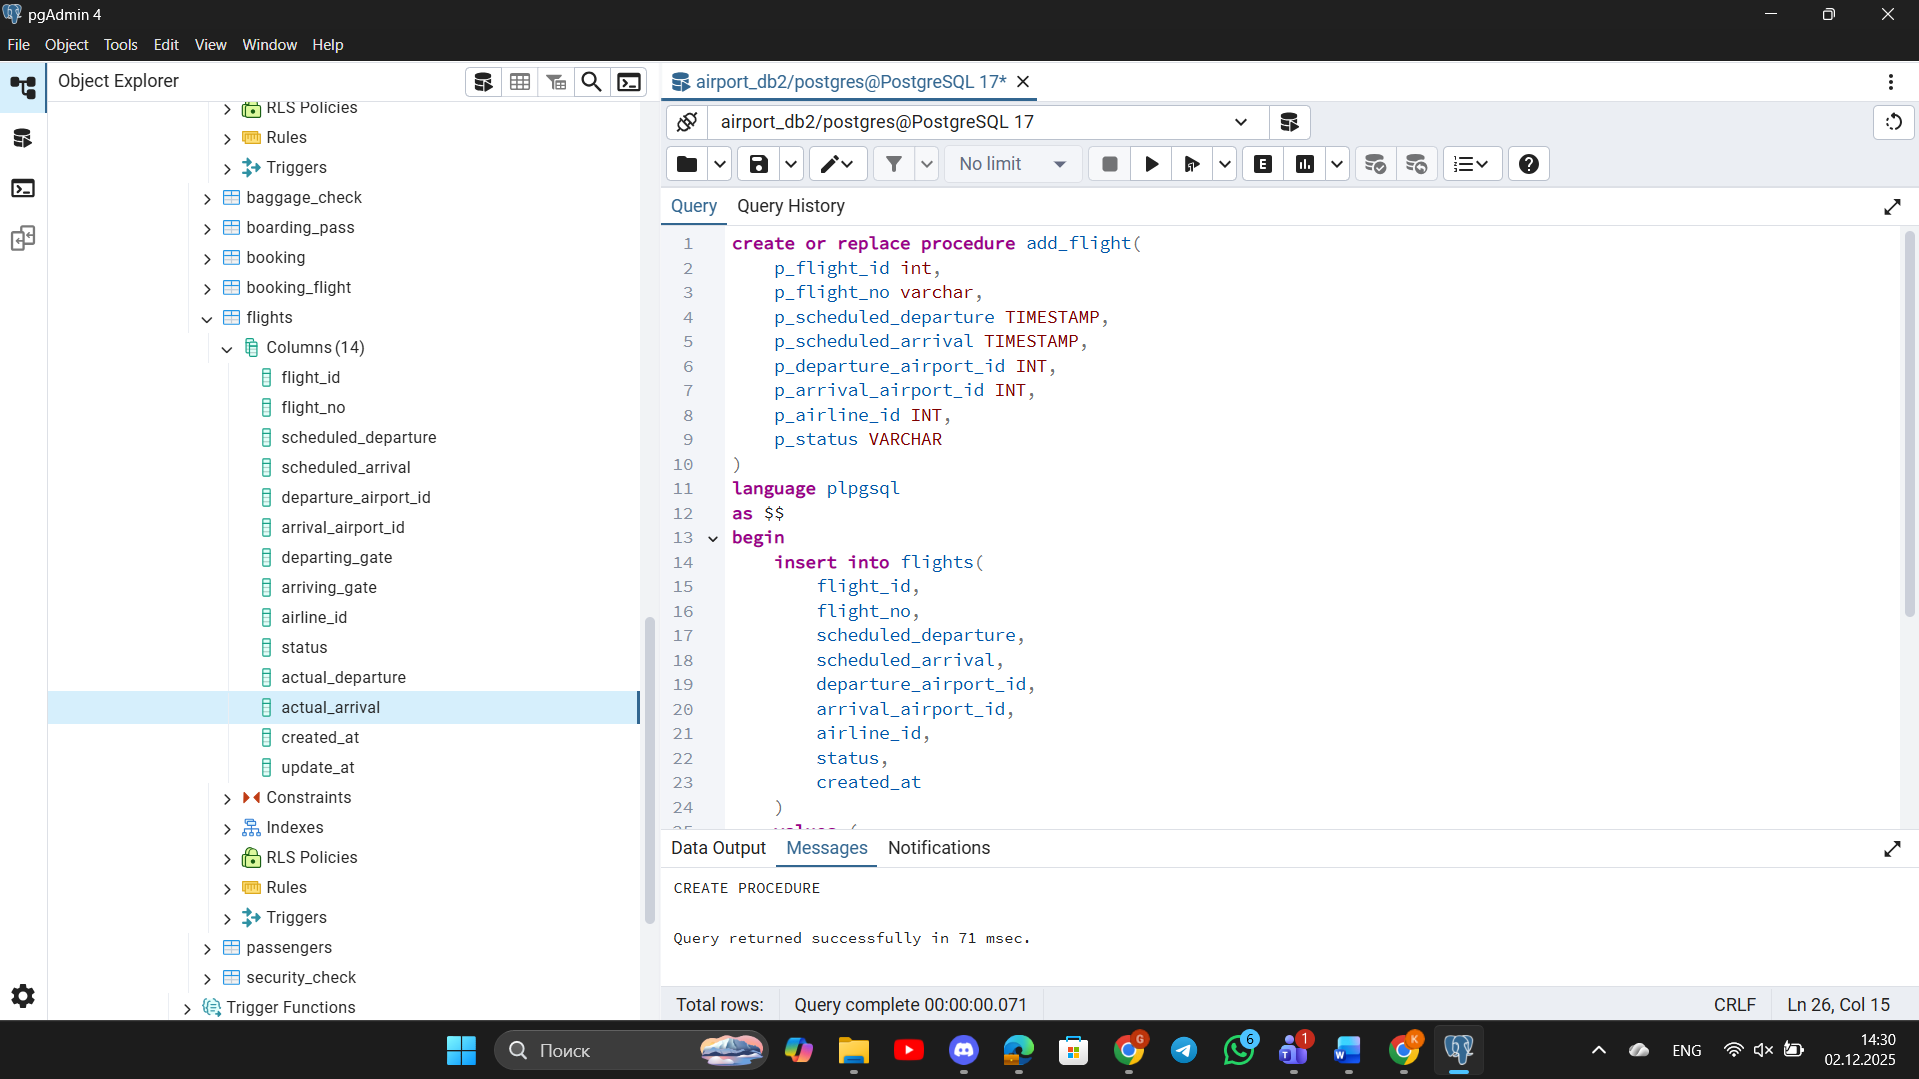 pgAdmin 4
File Object Tools Edit View Window Help
Object Explorer
RLS Policies
Rules
Triggers
baggage_check
boarding_pass
booking
booking_flight
flights
Columns (14)
flight_id
flight_no
scheduled_departure
scheduled_arrival
departure_airport_id
arrival_airport_id
departing_gate
arriving_gate
airline_id
status
actual_departure
actual_arrival
created_at
update_at
Constraints
Indexes
RLS Policies
Rules
Triggers
passengers
security_check
Trigger Functions
airport_db2/postgres@PostgreSQL 17*
airport_db2/postgres@PostgreSQL 17
No limit
E
Query Query History
1 create or replace procedure add_flight(
2 p_flight_id int,
3 p_flight_no varchar,
4 p_scheduled_departure TIMESTAMP,
5 p_scheduled_arrival TIMESTAMP,
6 p_departure_airport_id INT,
7 p_arrival_airport_id INT,
8 p_airline_id INT,
9 p_status VARCHAR
10 )
11 language plpgsql
12 as $$
13 begin
14 insert into flights(
15 flight_id,
16 flight_no,
17 scheduled_departure,
18 scheduled_arrival,
19 departure_airport_id,
20 arrival_airport_id,
21 airline_id,
22 status,
23 created_at
24 )
Data Output Messages Notifications
CREATE PROCEDURE
Query returned successfully in 71 msec.
Total rows: Query complete 00:00:00.071 CRLF Ln 26, Col 15
Поиск
G
6
1
K
ENG
14:30
02.12.2025